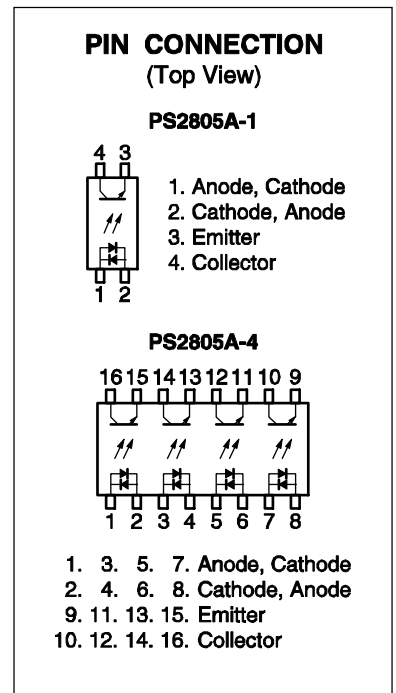 PIN CONNECTION
(Top View)
PS2805A-1
4 3
1. Anode, Cathode
2. Cathode, Anode
3. Emitter
4. Collector
1 2
PS2805A-4
16 15 14 13 12 11 10 9
1 2 3 4 5 6 7 8
1. 3. 5. 7. Anode, Cathode
2. 4. 6. 8. Cathode, Anode
9. 11. 13. 15. Emitter
10. 12. 14. 16. Collector